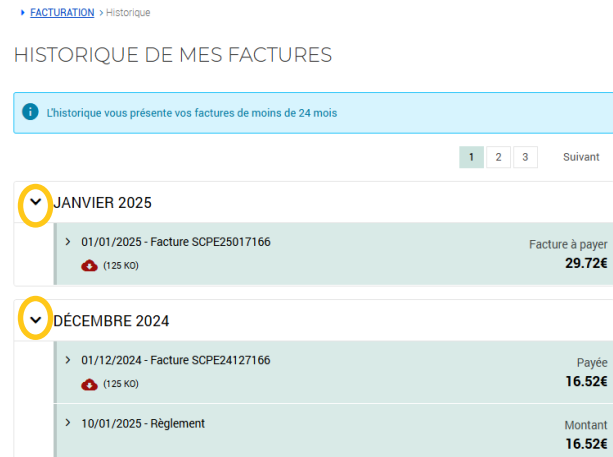 FACTURATION > Historique
HISTORIQUE DE MES FACTURES
i L'historique vous présente vos factures de moins de 24 mois
1 2 3 Suivant
JANVIER 2025
> 01/01/2025 - Facture SCPE25017166 Facture à payer
(125 KO) 29.72€
DÉCEMBRE 2024
> 01/12/2024 - Facture SCPE24127166 Payée
(125 KO) 16.52€
> 10/01/2025 - Règlement Montant
16.52€